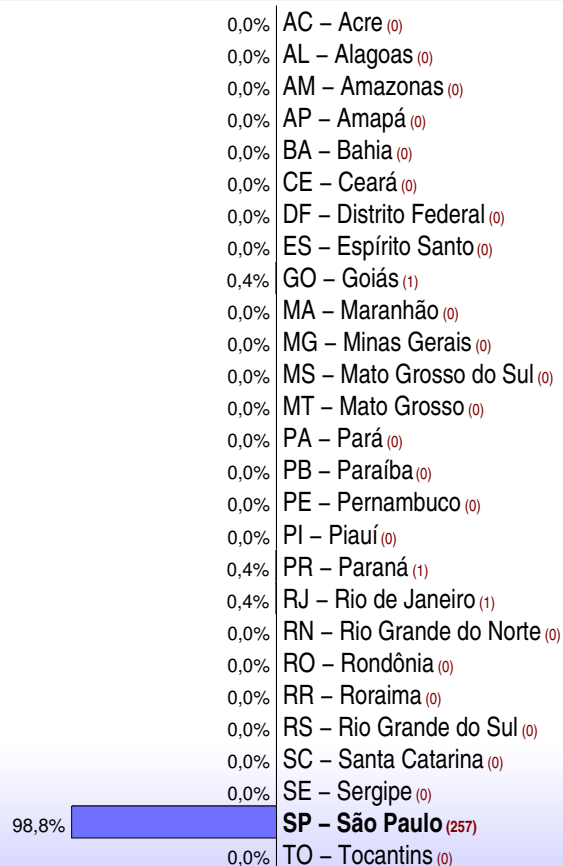 0,0% AC – Acre (0)
0,0% AL – Alagoas (0)
0,0% AM – Amazonas (0)
0,0% AP – Amapá (0)
0,0% BA – Bahia (0)
0,0% CE – Ceará (0)
0,0% DF – Distrito Federal (0)
0,0% ES – Espírito Santo (0)
0,4% GO – Goiás (1)
0,0% MA – Maranhão (0)
0,0% MG – Minas Gerais (0)
0,0% MS – Mato Grosso do Sul (0)
0,0% MT – Mato Grosso (0)
0,0% PA – Pará (0)
0,0% PB – Paraíba (0)
0,0% PE – Pernambuco (0)
0,0% PI – Piauí (0)
0,4% PR – Paraná (1)
0,4% RJ – Rio de Janeiro (1)
0,0% RN – Rio Grande do Norte (0)
0,0% RO – Rondônia (0)
0,0% RR – Roraima (0)
0,0% RS – Rio Grande do Sul (0)
0,0% SC – Santa Catarina (0)
0,0% SE – Sergipe (0)
98,8% SP – São Paulo (257)
0,0% TO – Tocantins (0)